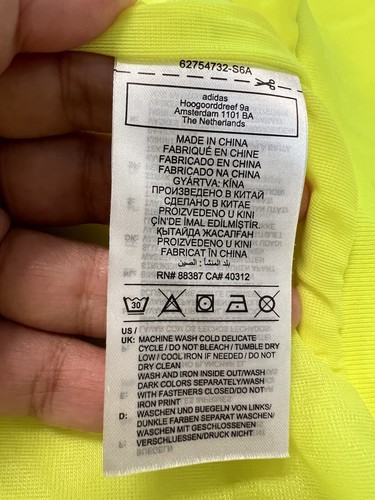 62754732-S6A
adidas
Hoogoorddreef 9a
Amsterdam 1101 BA
The Netherlands
MADE IN CHINA
FABRIQUÉ EN CHINE
FABRICADO EN CHINA
FABRICADO NA CHINA
GYÁRTVA: KÍNA
ПРОИЗВЕДЕНО В КИТАЙ
СДЕЛАНО В КИТАЕ
PROIZVEDENO U KINI
ÇİN'DE İMAL EDİLMİŞTİR.
ҚЫТАЙДА ЖАСАЛҒАН
PROIZVEDENO U KINI
FABRICAT ÎN CHINA
بلد المنشأ : الصين
RN# 88387 CA# 40312
30
US /
UK: MACHINE WASH COLD DELICATE
CYCLE / DO NOT BLEACH / TUMBLE DRY
LOW / COOL IRON IF NEEDED / DO NOT
DRY CLEAN
WASH AND IRON INSIDE OUT/WASH
DARK COLORS SEPARATELY/WASH
WITH FASTENERS CLOSED/DO NOT
IRON PRINT
D: WASCHEN UND BUEGELN VON LINKS/
DUNKLE FARBEN SEPARAT WASCHEN/
WASCHEN MIT GESCHLOSSENEN
VERSCHLUESSEN/DRUCK NICHT
BUEGELN